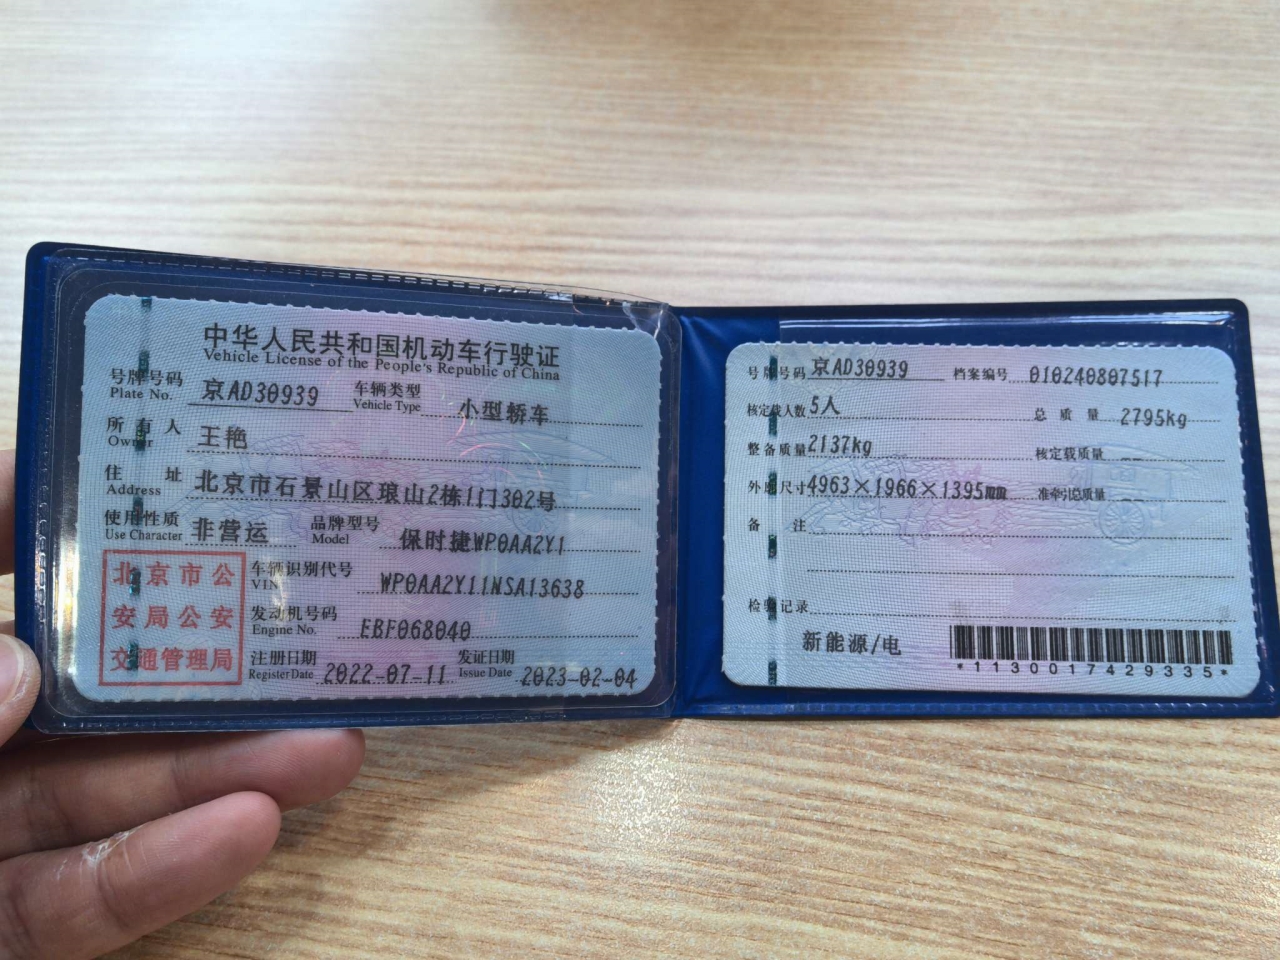 中华人民共和国机动车行驶证
Vehicle License of the People's Republic of China
号牌号码 京AD30939 车辆类型 小型轿车
Plate No. Vehicle Type
所有人 王艳
Owner
住址 北京市石景山区琅山2栋1门302号
Address
使用性质 非营运 品牌型号 保时捷WP0AA2Y1
Use Character Model
北京市公
安局公安
交通管理局
车辆识别代号 WP0AA2Y11NSA13638
VIN
发动机号码 EBF068040
Engine No.
注册日期 2022-07-11 发证日期 2023-02-04
Register Date Issue Date
号牌号码 京AD30939 档案编号 010240807517
核定载人数 5人 总质量 2795kg
整备质量 2137kg 核定载质量 --
外廓尺寸 4963×1966×1395mm 准牵引总质量 --
备注
检验记录
新能源/电
*1130017429335*